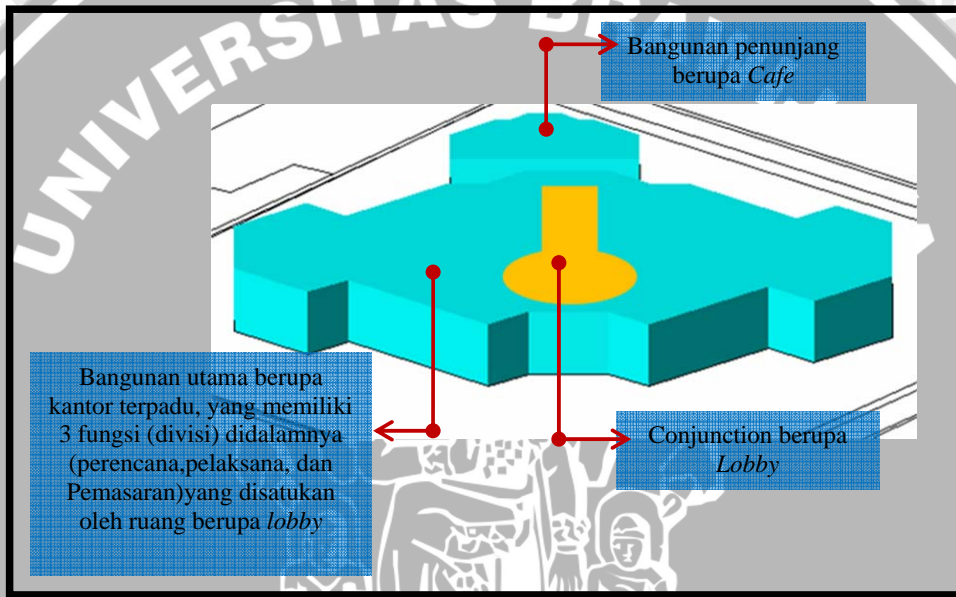 UNIVERSITAS BRAWIJAYA
Bangunan penunjang
berupa Cafe
Bangunan utama berupa
kantor terpadu, yang memiliki
3 fungsi (divisi) didalamnya
(perencana,pelaksana, dan
Pemasaran)yang disatukan
oleh ruang berupa lobby
Conjunction berupa
Lobby